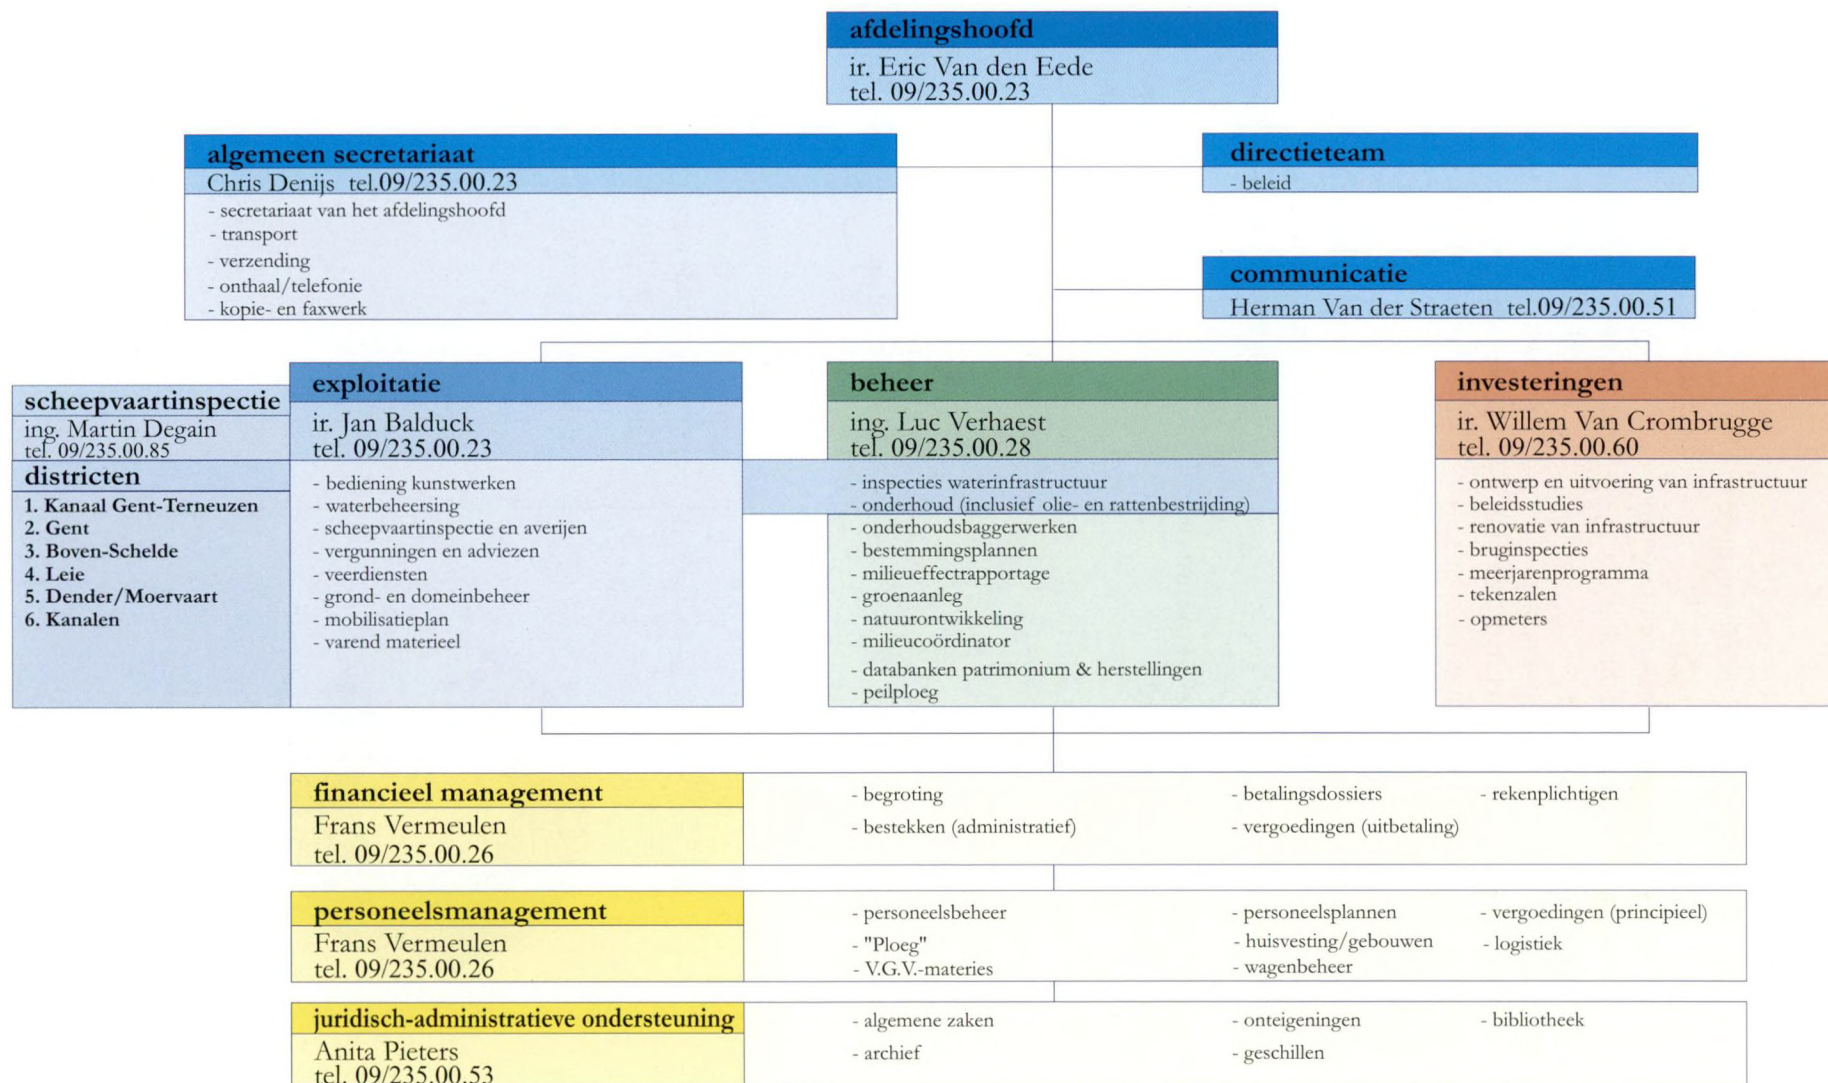 afdelingshoofd
ir. Eric Van den Eede
tel. 09/235.00.23
algemeen secretariaat
Chris Denijs tel.09/235.00.23
- secretariaat van het afdelingshoofd
- transport
- verzending
- onthaal/telefonie
- kopie- en faxwerk
directieteam
- beleid
communicatie
Herman Van der Straeten tel.09/235.00.51
scheepvaartinspectie
ing. Martin Degain
tel. 09/235.00.85
districten
1. Kanaal Gent-Terneuzen
2. Gent
3. Boven-Schelde
4. Leie
5. Dender/Moervaart
6. Kanalen
exploitatie
ir. Jan Balduck
tel. 09/235.00.23
- bediening kunstwerken
- waterbeheersing
- scheepvaartinspectie en averijen
- vergunningen en adviezen
- veerdiensten
- grond- en domeinbeheer
- mobilisatieplan
- varend materieel
beheer
ing. Luc Verhaest
tel. 09/235.00.28
- inspecties waterinfrastructuur
- onderhoud (inclusief olie- en rattenbestrijding)
- onderhoudsbaggerwerken
- bestemmingsplannen
- milieueffectrapportage
- groenaanleg
- natuurontwikkeling
- milieucoördinator
- databanken patrimonium & herstellingen
- peilploeg
investeringen
ir. Willem Van Crombrugge
tel. 09/235.00.60
- ontwerp en uitvoering van infrastructuur
- beleidsstudies
- renovatie van infrastructuur
- bruginspecties
- meerjarenprogramma
- tekenzalen
- opmeters
financieel management
Frans Vermeulen
tel. 09/235.00.26
- begroting
- bestekken (administratief)
- betalingsdossiers
- vergoedingen (uitbetaling)
- rekenplichtigen
personeelsmanagement
Frans Vermeulen
tel. 09/235.00.26
- personeelsbeheer
- "Ploeg"
- V.G.V.-materies
- personeelsplannen
- huisvesting/gebouwen
- wagenbeheer
- vergoedingen (principieel)
- logistiek
juridisch-administratieve ondersteuning
Anita Pieters
tel. 09/235.00.53
- algemene zaken
- archief
- onteigeningen
- geschillen
- bibliotheek